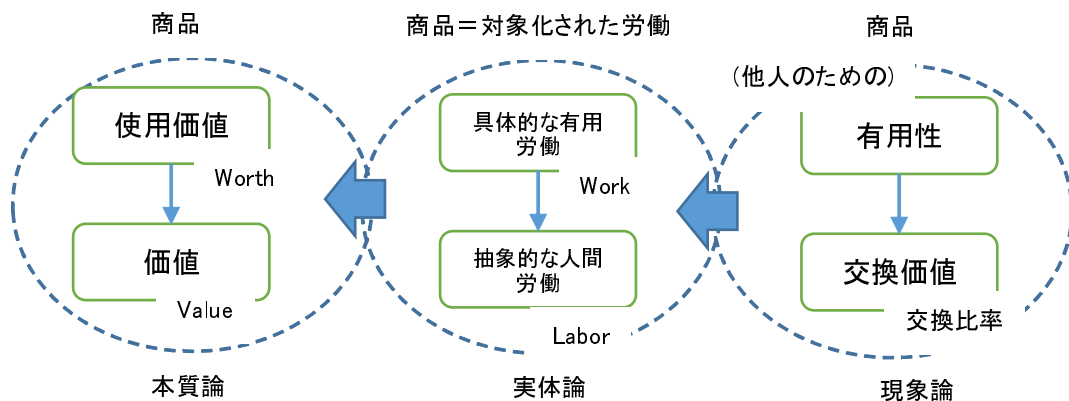 商品
使用価値
Worth
価値
Value
本質論
商品＝対象化された労働
具体的な有用
労働
Work
抽象的な人間
労働
Labor
実体論
商品
(他人のための)
有用性
交換価値
交換比率
現象論